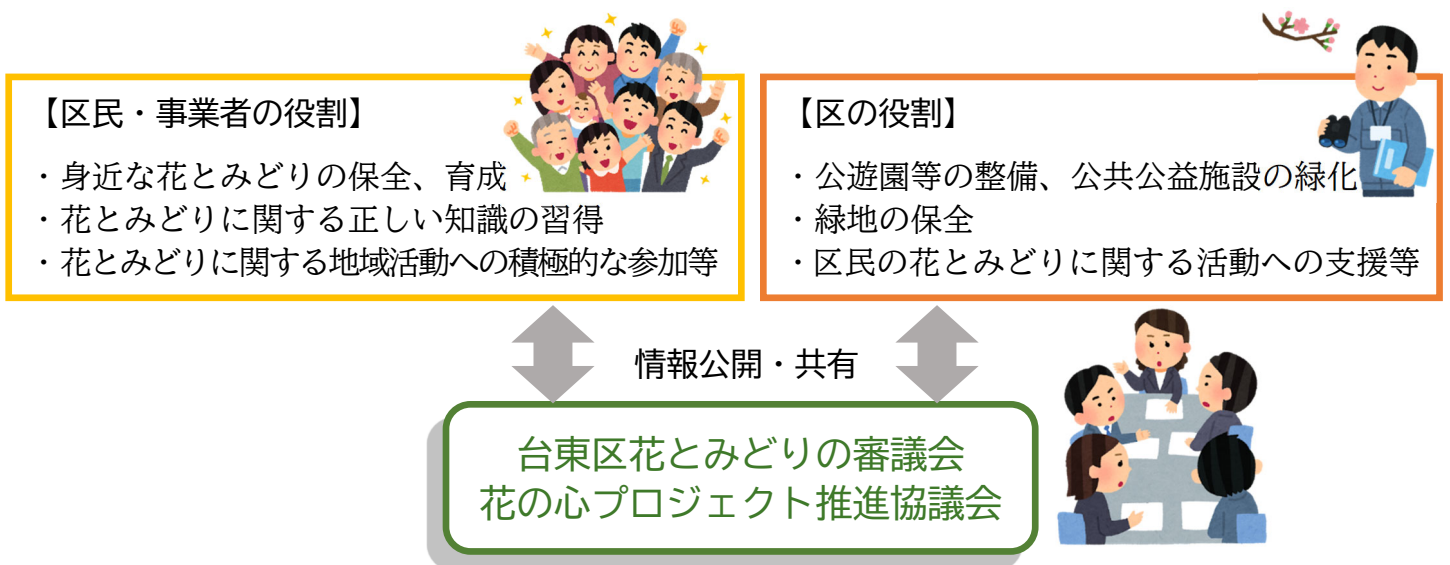 【区民・事業者の役割】
・身近な花とみどりの保全、育成
・花とみどりに関する正しい知識の習得
・花とみどりに関する地域活動への積極的な参加等
【区の役割】
・公遊園等の整備、公共公益施設の緑化
・緑地の保全
・区民の花とみどりに関する活動への支援等
情報公開・共有
台東区花とみどりの審議会
花の心プロジェクト推進協議会